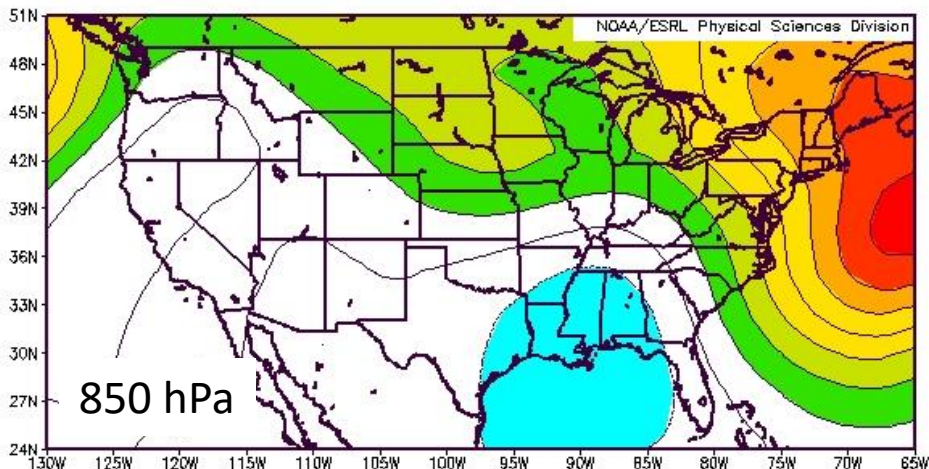 NOAA/ESRL Physical Sciences Division
51N
48N
45N
42N
39N
36N
33N
30N
27N
24N
850 hPa
130W 125W 120W 115W 110W 105W 100W 95W 90W 85W 80W 75W 70W 65W